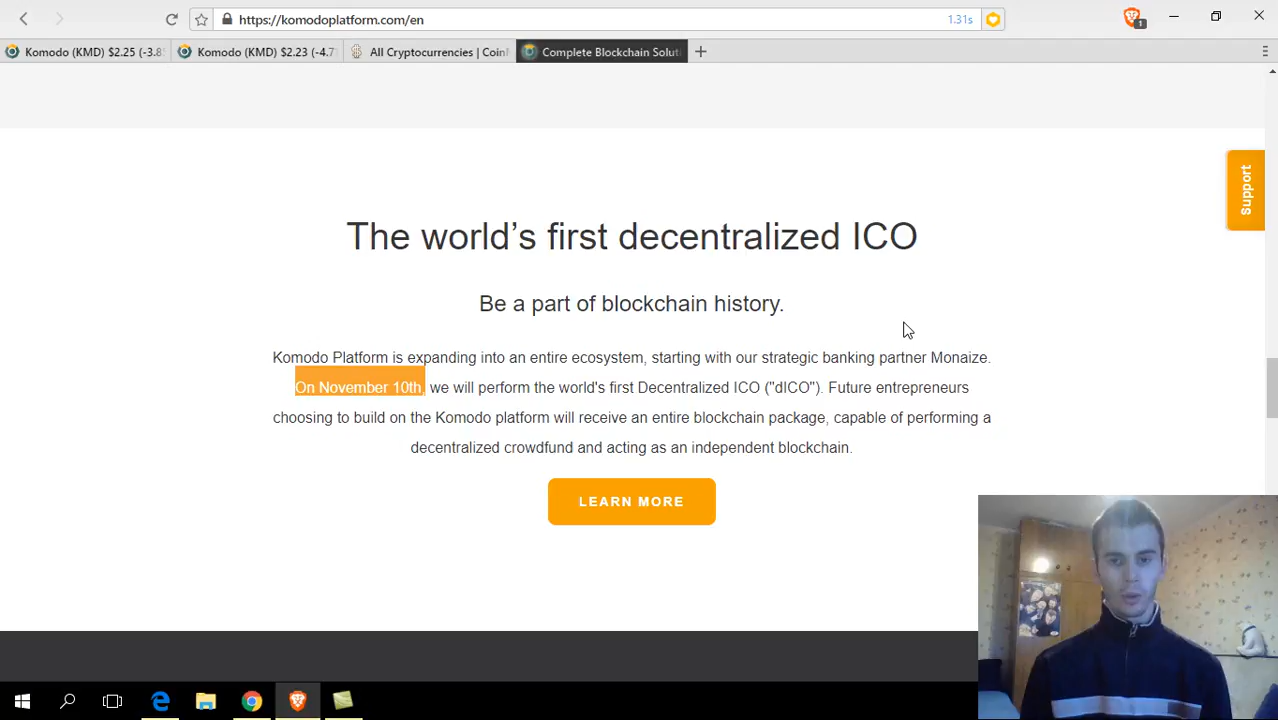 https://komodoplatform.com/en
1.31s
1
Komodo (KMD) $2.25 (-3.8
Komodo (KMD) $2.23 (-4.7
All Cryptocurrencies | Coin
Complete Blockchain Solut
Support
The world's first decentralized ICO
Be a part of blockchain history.
Komodo Platform is expanding into an entire ecosystem, starting with our strategic banking partner Monaize.
On November 10th, we will perform the world's first Decentralized ICO ("dICO"). Future entrepreneurs
choosing to build on the Komodo platform will receive an entire blockchain package, capable of performing a
decentralized crowdfund and acting as an independent blockchain.
LEARN MORE